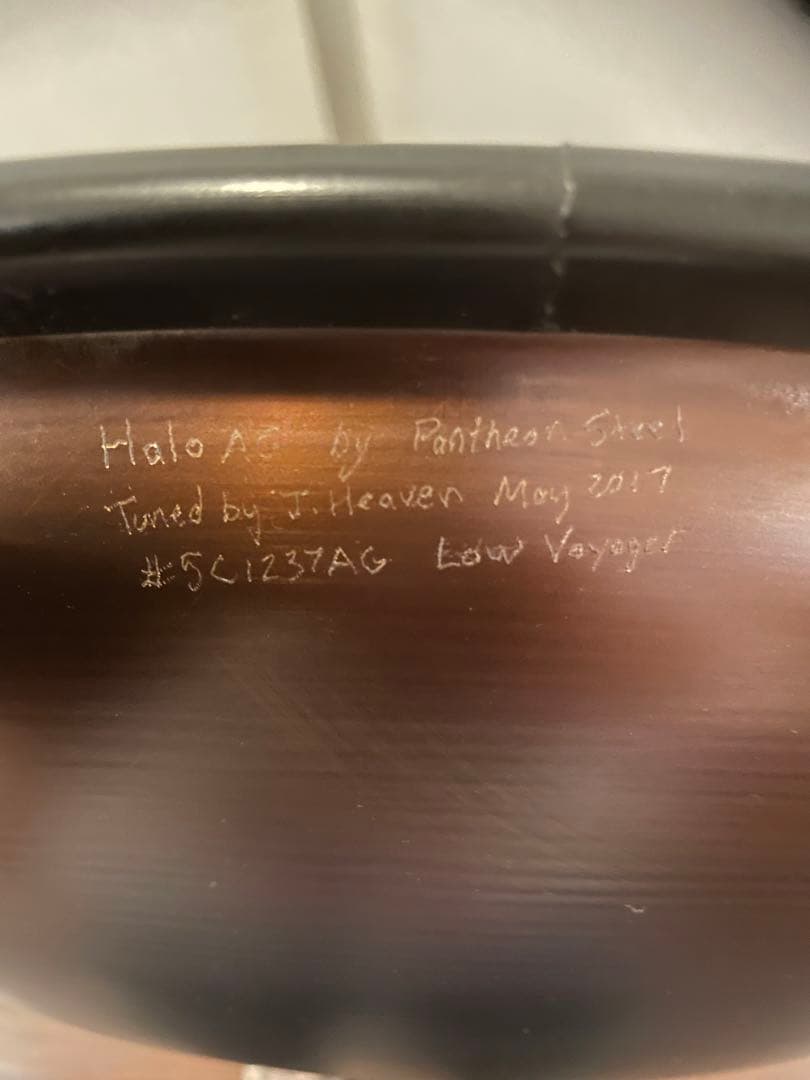 Halo AG by Pantheon Steel
Tuned by J. Heaven May 2017
#5C1237AG Low Voyager